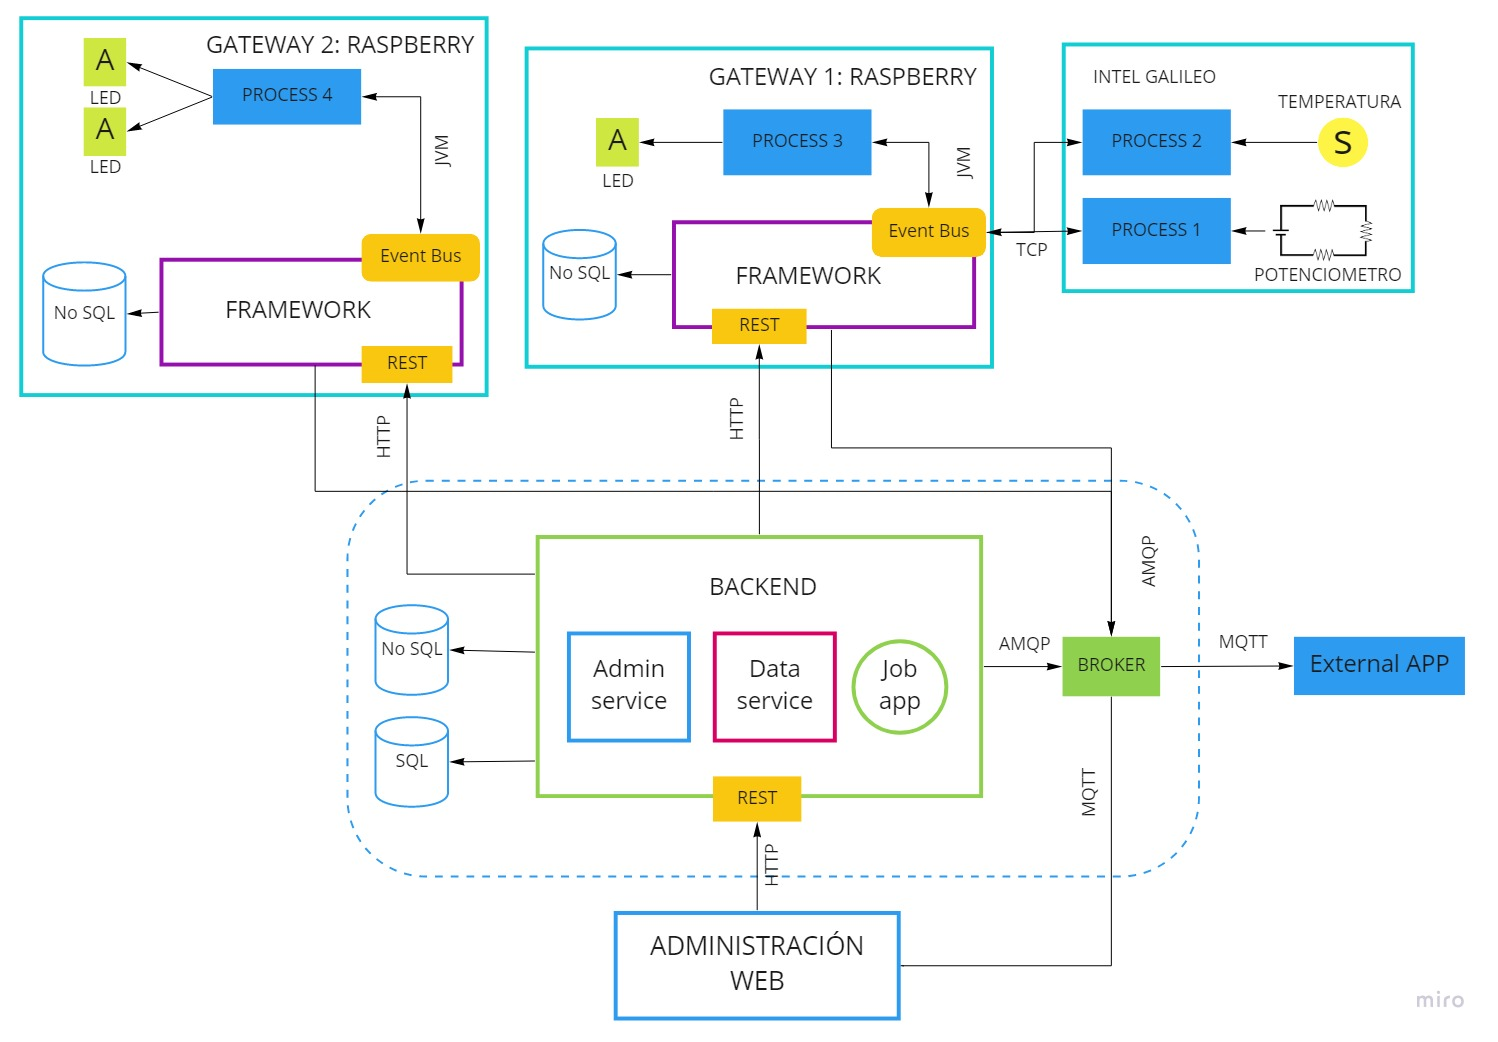 GATEWAY 2: RASPBERRY
A
LED
A
LED
PROCESS 4
JVM
Event Bus
No SQL
FRAMEWORK
REST
HTTP
GATEWAY 1: RASPBERRY
A
LED
PROCESS 3
JVM
Event Bus
No SQL
FRAMEWORK
REST
HTTP
TCP
INTEL GALILEO
TEMPERATURA
PROCESS 2
S
PROCESS 1
POTENCIOMETRO
BACKEND
No SQL
SQL
Admin
service
Data
service
Job
app
REST
HTTP
AMQP
AMQP
BROKER
MQTT
External APP
MQTT
ADMINISTRACIÓN
WEB
miro